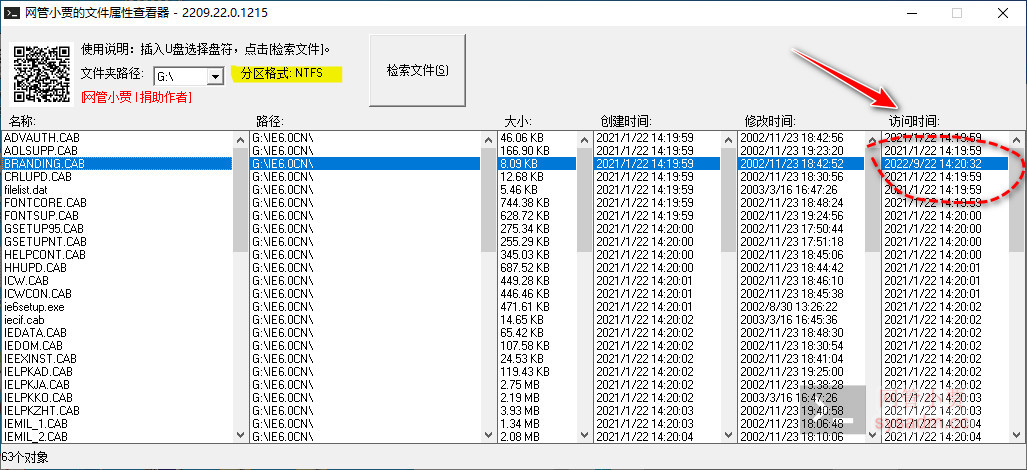 网管小贾的文件属性查看器 - 2209.22.0.1215
使用说明：插入U盘选择盘符，点击[检索文件]。
文件夹路径: G:\ 分区格式: NTFS
[网管小贾 | 捐助作者]
检索文件(S)
名称: 路径: 大小: 创建时间: 修改时间: 访问时间:
ADVAUTH.CAB G:\IE6.0CN\ 46.06 KB 2021/1/22 14:19:59 2002/11/23 18:42:56 2021/1/22 14:19:59
AOLSUPP.CAB G:\IE6.0CN\ 166.90 KB 2021/1/22 14:19:59 2002/11/23 19:23:20 2021/1/22 14:19:59
BRANDING.CAB G:\IE6.0CN\ 8.09 KB 2021/1/22 14:19:59 2002/11/23 18:42:52 2022/9/22 14:20:32
CRLUPD.CAB G:\IE6.0CN\ 12.68 KB 2021/1/22 14:19:59 2002/11/23 18:30:56 2021/1/22 14:19:59
filelist.dat G:\IE6.0CN\ 5.46 KB 2021/1/22 14:19:59 2003/3/16 16:47:26 2021/1/22 14:19:59
FONTCORE.CAB G:\IE6.0CN\ 744.38 KB 2021/1/22 14:19:59 2002/11/23 18:48:24 2021/1/22 14:19:59
FONTSUP.CAB G:\IE6.0CN\ 628.72 KB 2021/1/22 14:19:59 2002/11/23 19:24:56 2021/1/22 14:20:00
GSETUP95.CAB G:\IE6.0CN\ 275.34 KB 2021/1/22 14:20:00 2002/11/23 17:50:44 2021/1/22 14:20:00
GSETUPNT.CAB G:\IE6.0CN\ 255.29 KB 2021/1/22 14:20:00 2002/11/23 17:51:18 2021/1/22 14:20:00
HELPCONT.CAB G:\IE6.0CN\ 345.03 KB 2021/1/22 14:20:00 2002/11/23 18:45:06 2021/1/22 14:20:00
HHUPD.CAB G:\IE6.0CN\ 687.52 KB 2021/1/22 14:20:00 2002/11/23 18:44:42 2021/1/22 14:20:01
ICW.CAB G:\IE6.0CN\ 449.28 KB 2021/1/22 14:20:01 2002/11/23 18:46:10 2021/1/22 14:20:01
ICWCON.CAB G:\IE6.0CN\ 446.46 KB 2021/1/22 14:20:01 2002/11/23 18:45:38 2021/1/22 14:20:01
ie6setup.exe G:\IE6.0CN\ 471.61 KB 2021/1/22 14:20:01 2002/8/30 13:26:22 2021/1/22 14:20:02
iecif.cab G:\IE6.0CN\ 14.65 KB 2021/1/22 14:20:02 2003/3/16 16:45:36 2021/1/22 14:20:02
IEDATA.CAB G:\IE6.0CN\ 65.42 KB 2021/1/22 14:20:02 2002/11/23 18:48:30 2021/1/22 14:20:02
IEDOM.CAB G:\IE6.0CN\ 107.58 KB 2021/1/22 14:20:02 2002/11/23 18:30:54 2021/1/22 14:20:02
IEEXINST.CAB G:\IE6.0CN\ 24.53 KB 2021/1/22 14:20:02 2002/11/23 18:41:04 2021/1/22 14:20:02
IELPKAD.CAB G:\IE6.0CN\ 119.43 KB 2021/1/22 14:20:02 2002/11/23 19:25:00 2021/1/22 14:20:02
IELPKJA.CAB G:\IE6.0CN\ 2.75 MB 2021/1/22 14:20:02 2002/11/23 19:38:28 2021/1/22 14:20:02
IELPKKO.CAB G:\IE6.0CN\ 2.19 MB 2021/1/22 14:20:02 2003/3/16 16:47:26 2021/1/22 14:20:03
IELPKZHT.CAB G:\IE6.0CN\ 3.93 MB 2021/1/22 14:20:03 2002/11/23 19:40:58 2021/1/22 14:20:03
IEMIL_1.CAB G:\IE6.0CN\ 1.34 MB 2021/1/22 14:20:03 2002/11/23 18:06:48 2021/1/22 14:20:04
IEMIL_2.CAB G:\IE6.0CN\ 2.08 MB 2021/1/22 14:20:04 2002/11/23 18:10:06 2021/1/22 14:20:04
网管小贾
sysadm.cc
63个对象